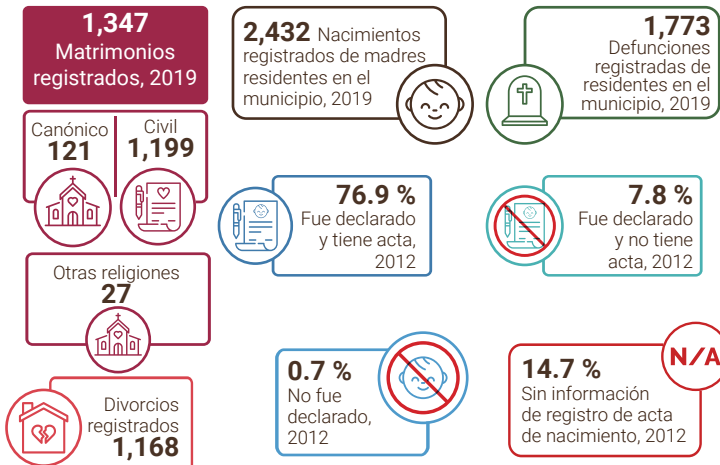 1,347
Matrimonios
registrados, 2019
Canónico
121
Civil
1,199
Otras religiones
27
Divorcios
registrados
1,168
2,432 Nacimientos
registrados de madres
residentes en el
municipio, 2019
1,773
Defunciones
registradas de
residentes en el
municipio, 2019
76.9 %
Fue declarado
y tiene acta,
2012
7.8 %
Fue declarado
y no tiene
acta, 2012
0.7 %
No fue
declarado,
2012
14.7 %
Sin información
de registro de acta
de nacimiento, 2012
N/A